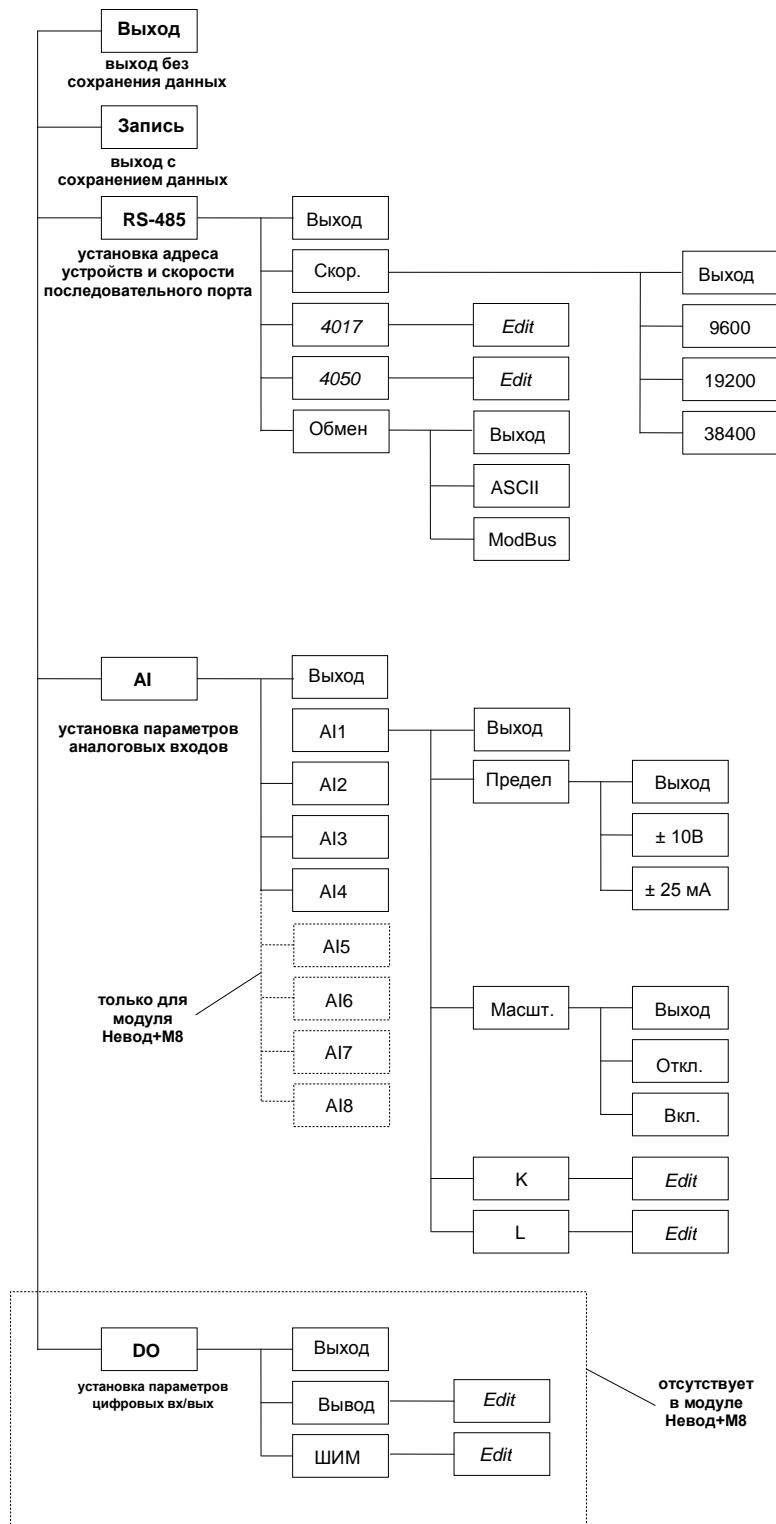 Выход
выход без
сохранения данных
Запись
выход с
сохранением данных
RS-485
установка адреса
устройств и скорости
последовательного порта
Выход
Скор.
4017
Edit
4050
Edit
Обмен
Выход
ASCII
ModBus
Выход
9600
19200
38400
AI
установка параметров
аналоговых входов
Выход
AI1
AI2
AI3
AI4
AI5
AI6
AI7
AI8
только для
модуля
Невод+М8
Выход
Предел
Выход
± 10В
± 25 мА
Масшт.
Выход
Откл.
Вкл.
K
Edit
L
Edit
DO
установка параметров
цифровых вх/вых
Выход
Вывод
Edit
ШИМ
Edit
отсутствует
в модуле
Невод+М8